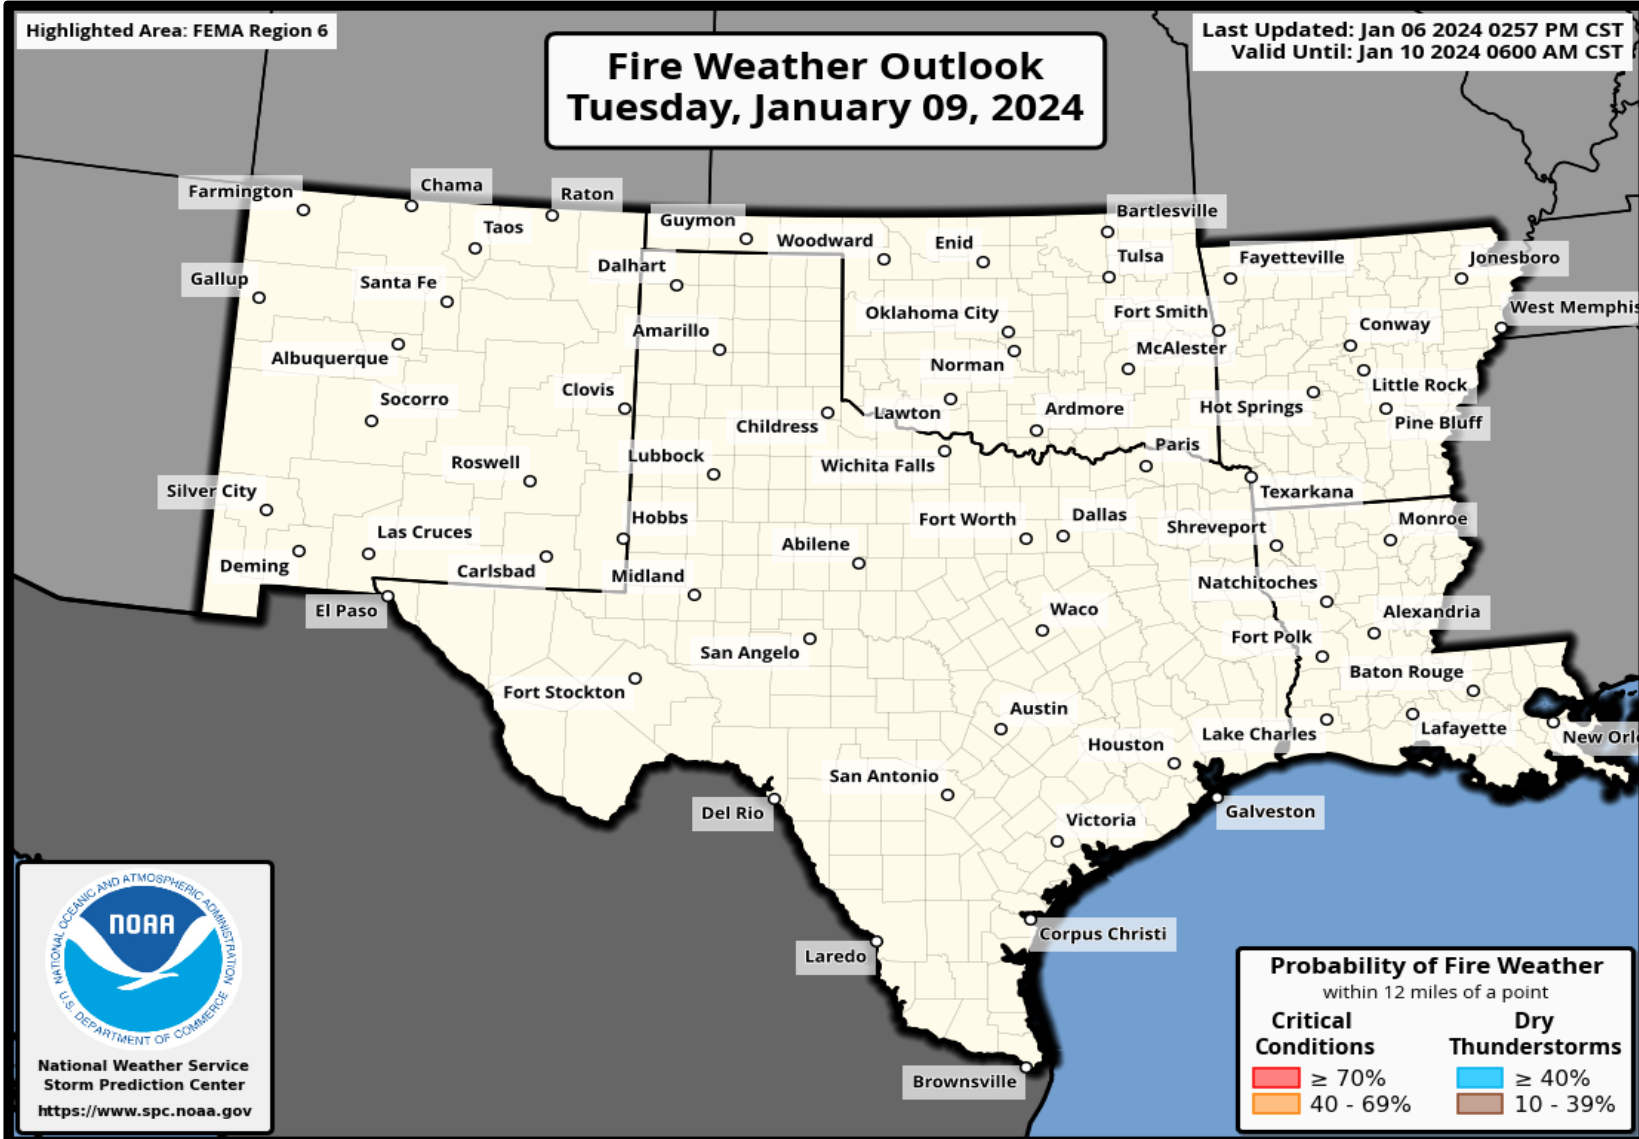 Highlighted Area: FEMA Region 6
Last Updated: Jan 06 2024 0257 PM CST
Valid Until: Jan 10 2024 0600 AM CST
Fire Weather Outlook
Tuesday, January 09, 2024
Farmington
Chama
Raton
Taos
Guymon
Woodward
Enid
Bartlesville
Tulsa
Fayetteville
Jonesboro
Gallup
Santa Fe
Dalhart
Oklahoma City
Fort Smith
West Memphis
Amarillo
Conway
Albuquerque
Norman
McAlester
Clovis
Little Rock
Socorro
Childress
Lawton
Ardmore
Hot Springs
Pine Bluff
Roswell
Lubbock
Wichita Falls
Paris
Silver City
Texarkana
Las Cruces
Hobbs
Fort Worth
Dallas
Shreveport
Monroe
Abilene
Deming
Carlsbad
Midland
Natchitoches
El Paso
Waco
Alexandria
San Angelo
Fort Polk
Baton Rouge
Fort Stockton
Austin
Houston
Lake Charles
Lafayette
New Orl
San Antonio
Del Rio
Victoria
Galveston
Corpus Christi
Laredo
Brownsville
NATIONAL OCEANIC AND ATMOSPHERIC ADMINISTRATION
NOAA
U.S. DEPARTMENT OF COMMERCE
National Weather Service
Storm Prediction Center
https://www.spc.noaa.gov
Probability of Fire Weather
within 12 miles of a point
Critical Conditions
≥ 70%
40 - 69%
Dry Thunderstorms
≥ 40%
10 - 39%